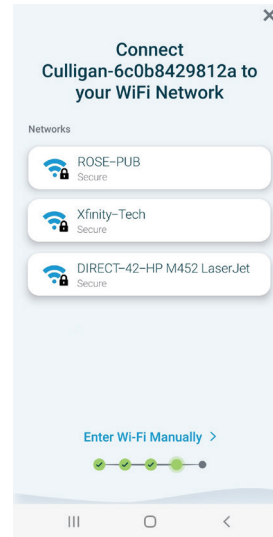 Connect
Culligan-6c0b8429812a to
your WiFi Network
Networks
ROSE-PUB
Secure
Xfinity-Tech
Secure
DIRECT-42-HP M452 LaserJet
Secure
Enter Wi-Fi Manually >